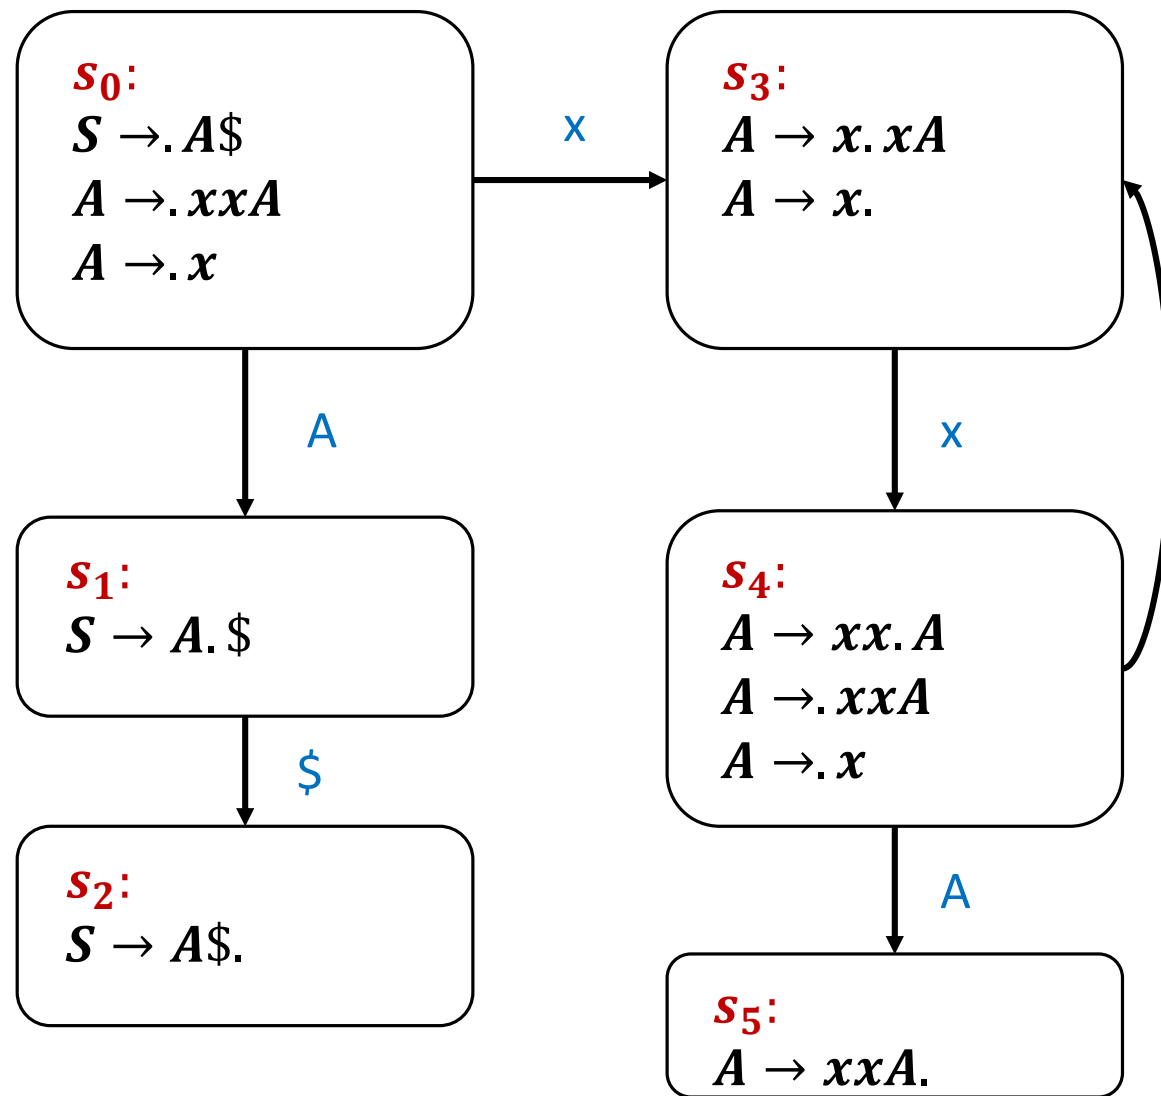 s₀:
S →. A$
A →. xxA
A →. x
x
s₃:
A → x. xA
A → x.
A
x
s₁:
S → A. $
s₄:
A → xx. A
A →. xxA
A →. x
$
s₂:
S → A$.
A
s₅:
A → xxA.